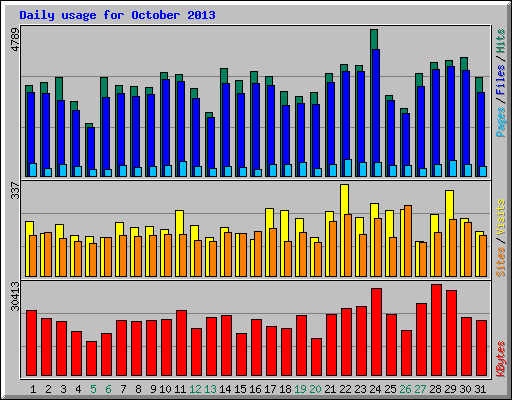 Daily usage for October 2013
4789
337
30413
Pages / Files / Hits
Sites / Visits
KBytes
1 2 3 4 5 6 7 8 9 10 11 12 13 14 15 16 17 18 19 20 21 22 23 24 25 26 27 28 29 30 31